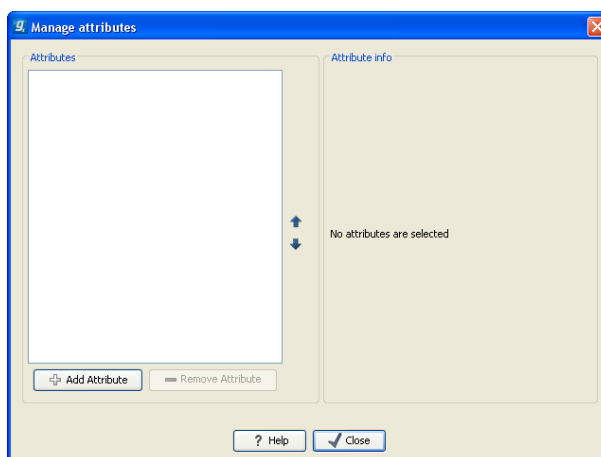 Manage attributes
Attributes
Attribute info
No attributes are selected
Add Attribute
Remove Attribute
? Help
Close